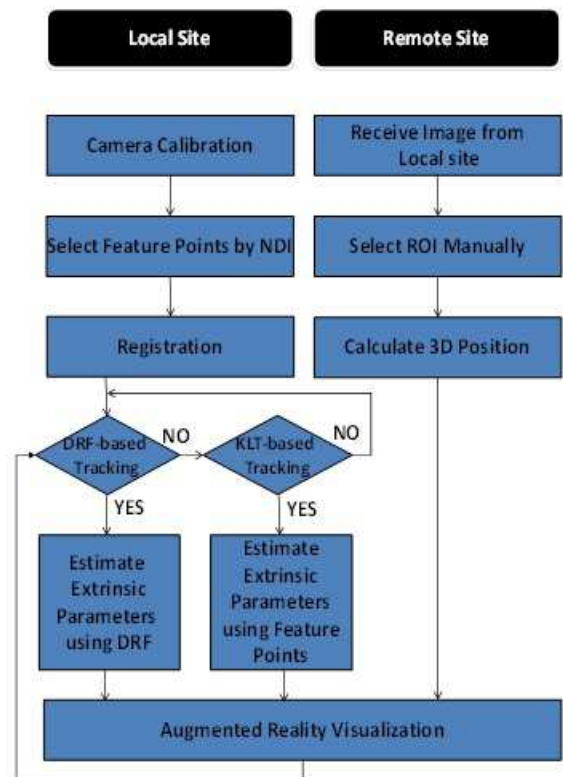 Local Site
Remote Site
Camera Calibration
Receive Image from
Local site
Select Feature Points by NDI
Select ROI Manually
Registration
Calculate 3D Position
DRF-based
Tracking
NO
KLT-based
Tracking
NO
YES
YES
Estimate
Extrinsic
Parameters
using DRF
Estimate
Extrinsic
Parameters
using Feature
Points
Augmented Reality Visualization